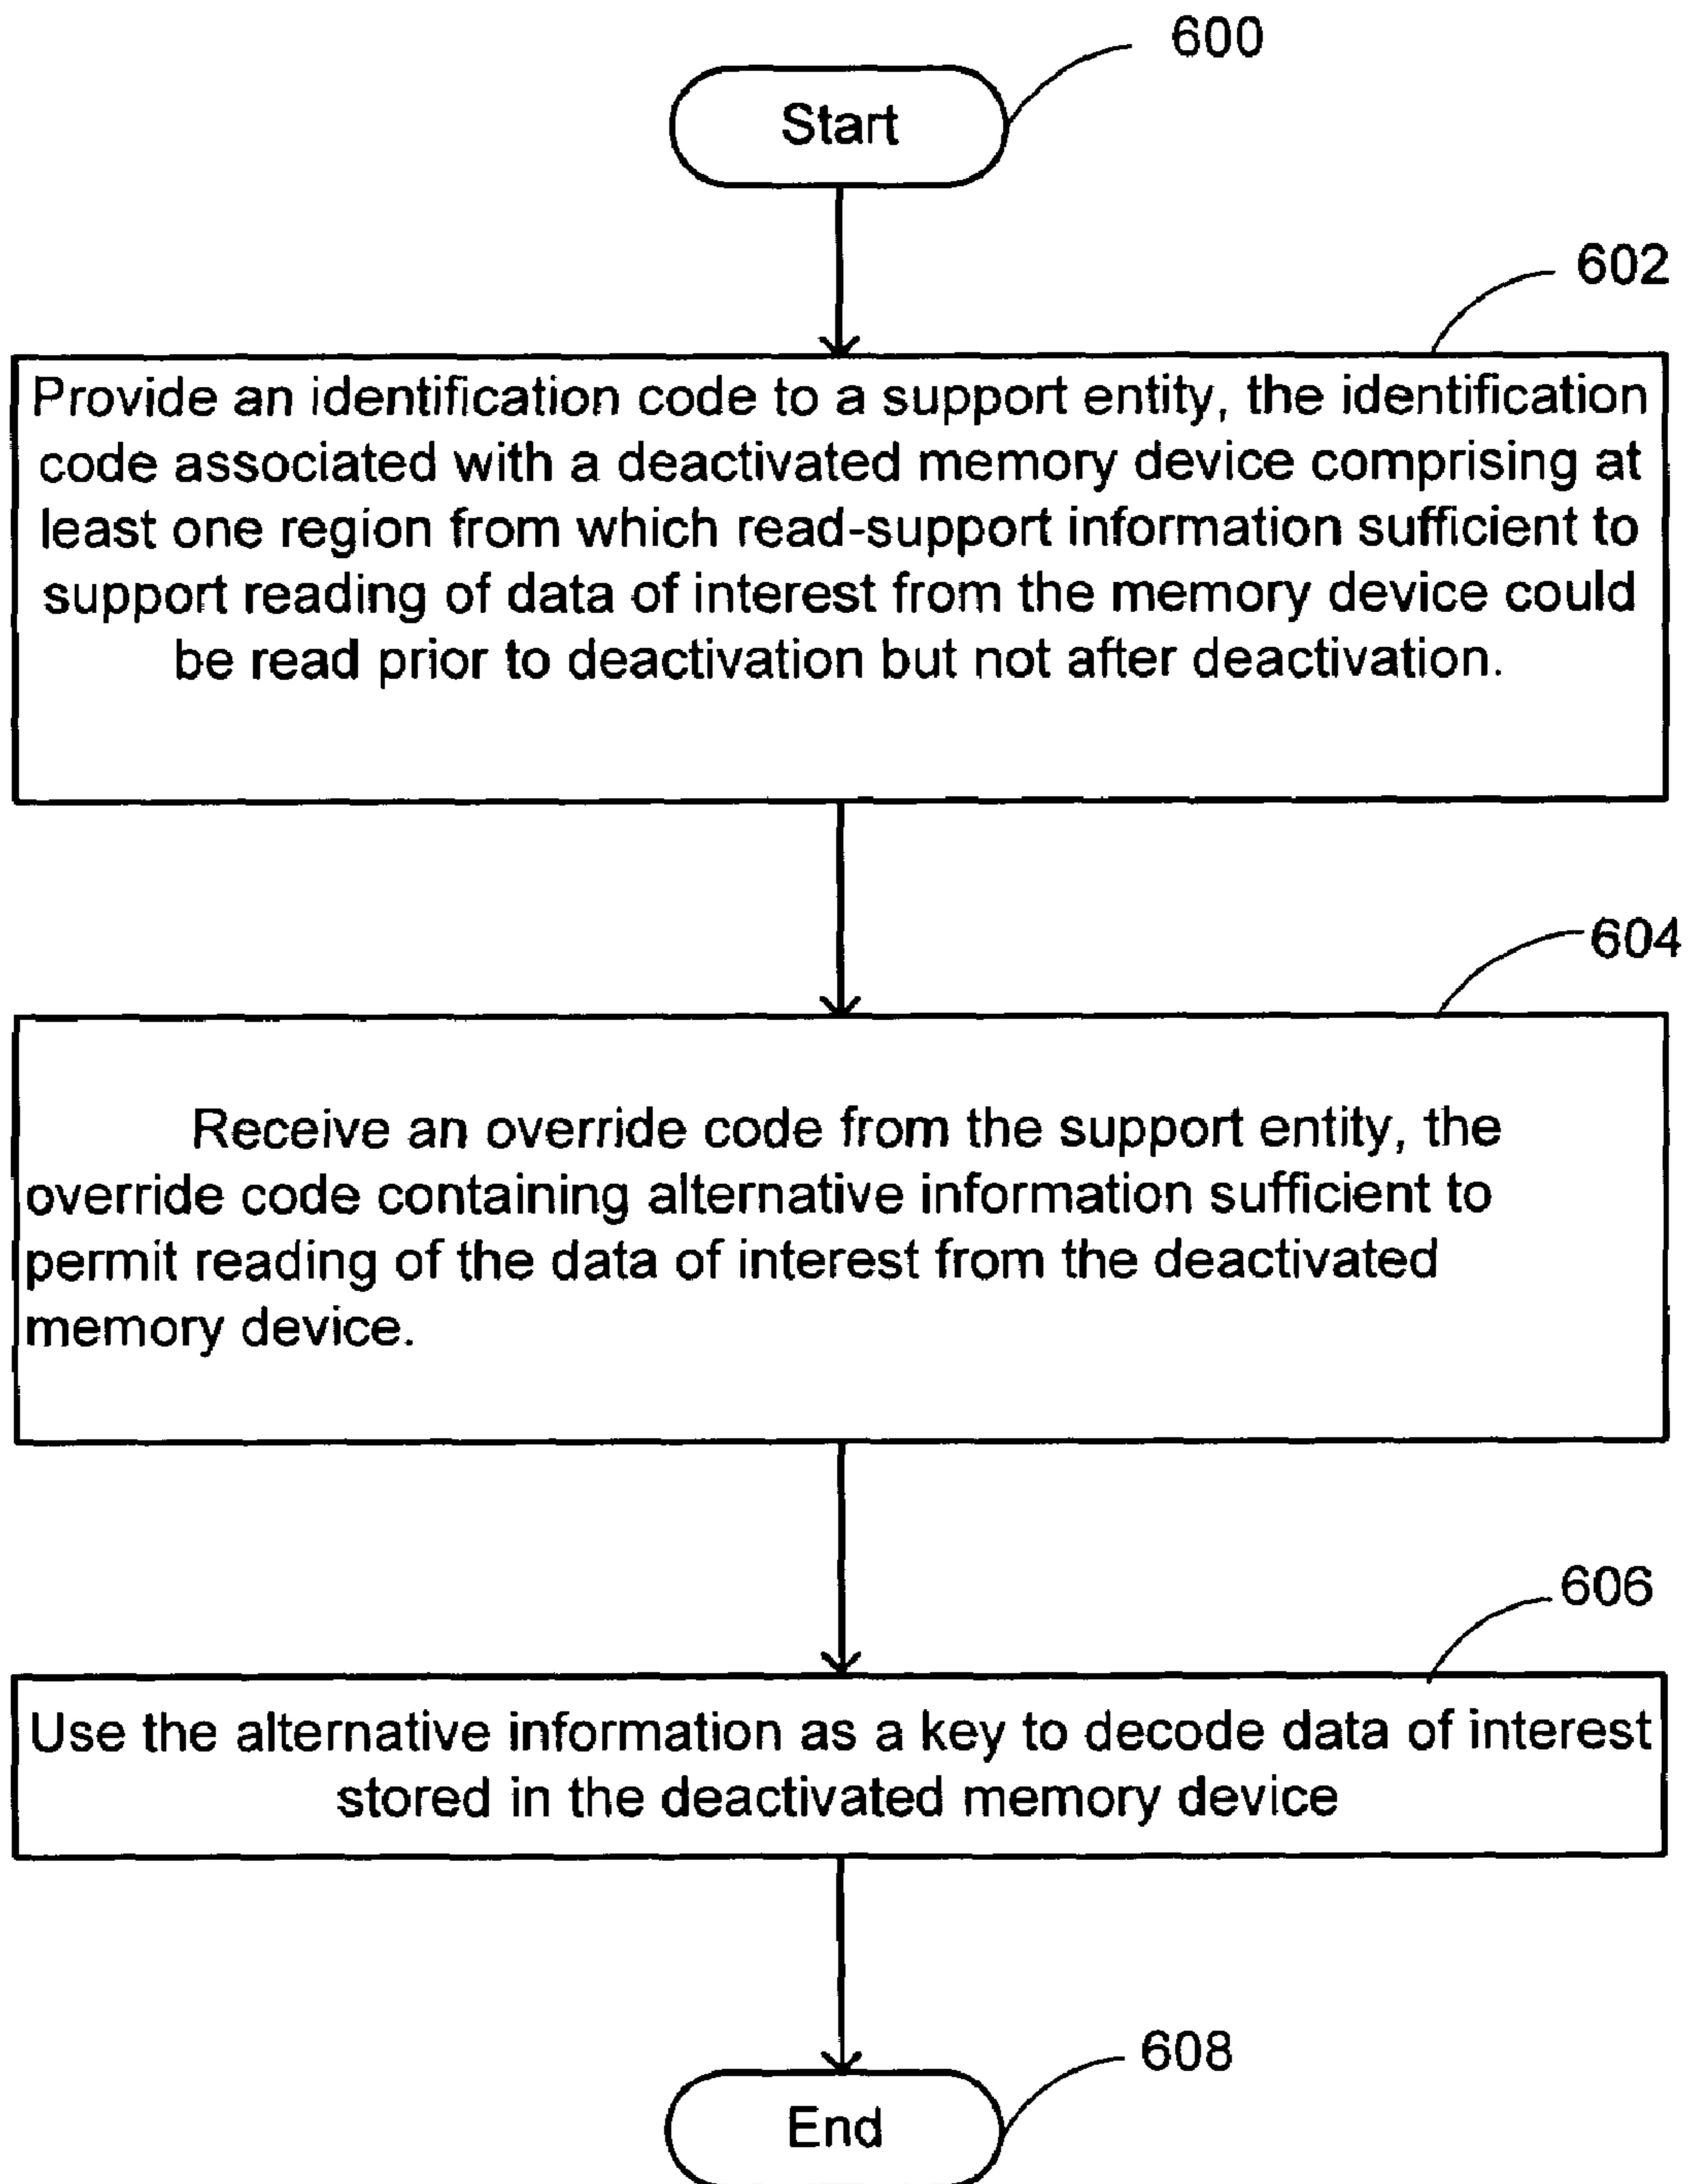 600
Start
602
Provide an identification code to a support entity, the identification
code associated with a deactivated memory device comprising at
least one region from which read-support information sufficient to
support reading of data of interest from the memory device could
be read prior to deactivation but not after deactivation.
604
Receive an override code from the support entity, the
override code containing alternative information sufficient to
permit reading of the data of interest from the deactivated
memory device.
606
Use the alternative information as a key to decode data of interest
stored in the deactivated memory device
608
End